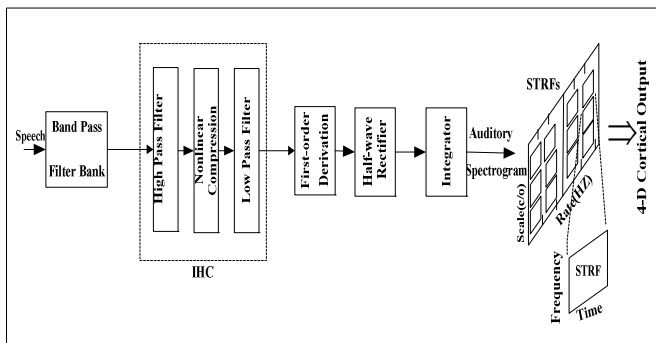 Speech
Band Pass
Filter Bank
High Pass Filter
Nonlinear
Compression
Low Pass Filter
IHC
First-order
Derivation
Half-wave
Rectifier
Integrator
Auditory
Spectrogram
STRFs
Scale(c/o)
Rate(HZ)
4-D Cortical Output
Frequency
STRF
Time